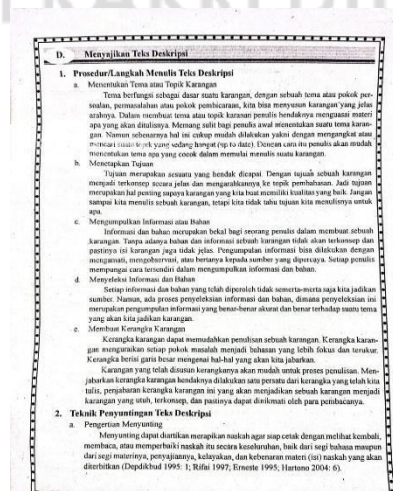 D. Menyajikan Teks Deskripsi
1. Prosedur/Langkah Menulis Teks Deskripsi
a. Menentukan Tema atau Topik Karangan
Tema berfungsi sebagai dasar suatu karangan, dengan sebuah tema atau pokok per-
soalan, permasalahan atau pokok pembicaraan, kita bisa menyusun karangan yang jelas
arahnya. Dalam membuat tema atau topik karangan penulis hendaknya menguasai materi
apa yang akan ditulisnya. Memang sulit bagi penulis awal menentukan suatu tema karan-
gan. Namun sebenarnya hal ini cukup mudah dilakukan yakni dengan mengangkat atau
mencari suatu topik yang sedang hangat (up to date). Dengan cara itu penulis akan mudah
menentukan tema apa yang cocok dalam memulai menulis suatu karangan.
b. Menetapkan Tujuan
Tujuan merupakan sesuatu yang hendak dicapai. Dengan tujuan sebuah karangan
menjadi terkonsep secara jelas dan mengarahkannya ke topik pembahasan. Jadi tujuan
merupakan hal penting supaya karangan yang kita buat memiliki kualitas yang baik. Jangan
sampai kita menulis sebuah karangan, tetapi kita tidak tahu tujuan kita menulisnya untuk
apa.
c. Mengumpulkan Informasi atau Bahan
Informasi dan bahan merupakan bekal bagi seorang penulis dalam membuat sebuah
karangan. Tanpa adanya bahan dan informasi sebuah karangan tidak akan terkonsep dan
pastinya isi karangan juga tidak jelas. Pengumpulan informasi bisa dilakukan dengan
mengamati, mengobservasi, atau bertanya kepada sumber yang dipercaya. Setiap penulis
mempungai cara tersendiri dalam mengumpulkan informasi dan bahan.
d. Menyeleksi Informasi dan Bahan
Setiap informasi dan bahan yang telah diperoleh tidak semerta-merta saja kita jadikan
sumber. Namun, ada proses penyeleksian informasi dan bahan, dimana penyeleksian ini
merupakan pengumpulan informasi yang benar-benar akurat dan benar terhadap suatu tema
yang akan kita jadikan karangan.
e. Membuat Kerangka Karangan
Kerangka karangan dapat memudahkan penulisan sebuah karangan. Kerangka karan-
gan menguraikan setiap pokok masalah menjadi bahasan yang lebih fokus dan terukur.
Kerangka berisi garis besar mengenai hal-hal yang akan kita jabarkan.
Karangan yang telah disusun kerangkanya akan mudah untuk proses penulisan. Men-
jabarkan kerangka karangan hendaknya dilakukan satu persatu dari kerangka yang telah kita
tulis, penjabaran kerangka karangan ini yang akan menjadikan sebuah karangan menjadi
karangan yang utuh, terkonsep, dan pastinya dapat dinikmati oleh para pembacanya.
2. Teknik Penyuntingan Teks Deskripsi
a. Pengertian Menyunting
Menyunting dapat diartikan merapikan naskah agar siap cetak dengan melihat kembali,
membaca, atau memperbaiki naskah itu secara keseluruhan, baik dari segi bahasa maupun
dari segi materinya, penyajiannya, kelayakan, dan kebenaran materi (isi) naskah yang akan
diterbitkan (Depdikbud 1995: 1; Rifai 1997; Erneste 1995; Hartono 2004: 6).